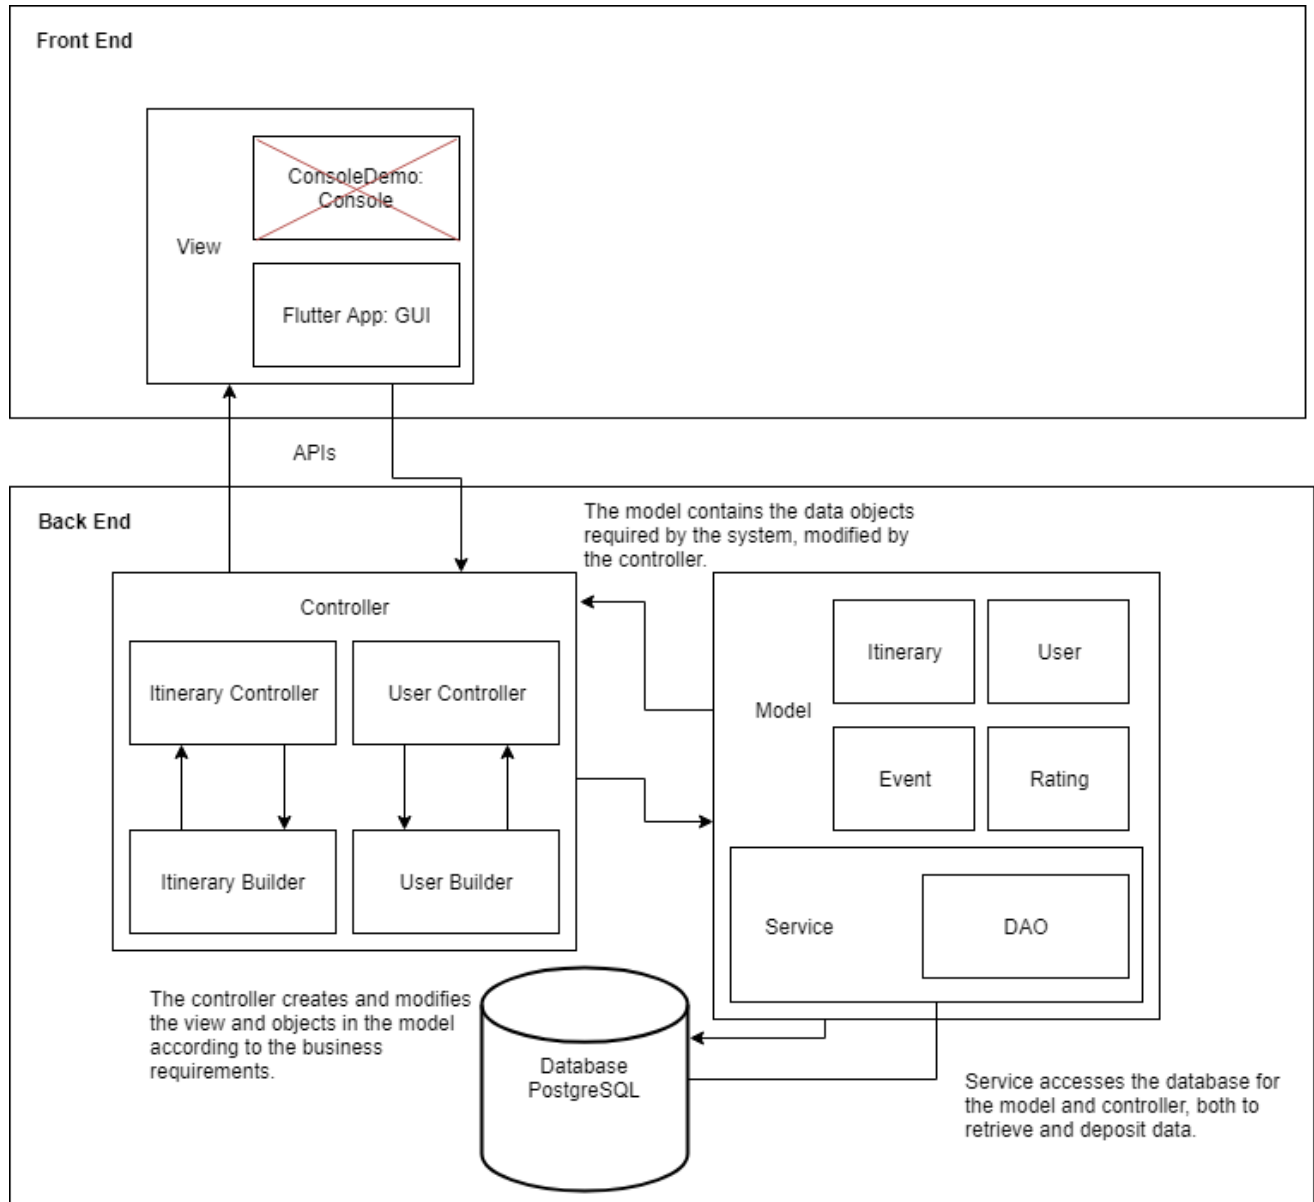 Front End
ConsoleDemo:
Console
View
Flutter App: GUI
APIs
Back End
The model contains the data objects
required by the system, modified by
the controller.
Controller
Itinerary Controller
User Controller
Itinerary Builder
User Builder
Itinerary
User
Model
Event
Rating
Service
DAO
The controller creates and modifies
the view and objects in the model
according to the business
requirements.
Database
PostgreSQL
Service accesses the database for
the model and controller, both to
retrieve and deposit data.